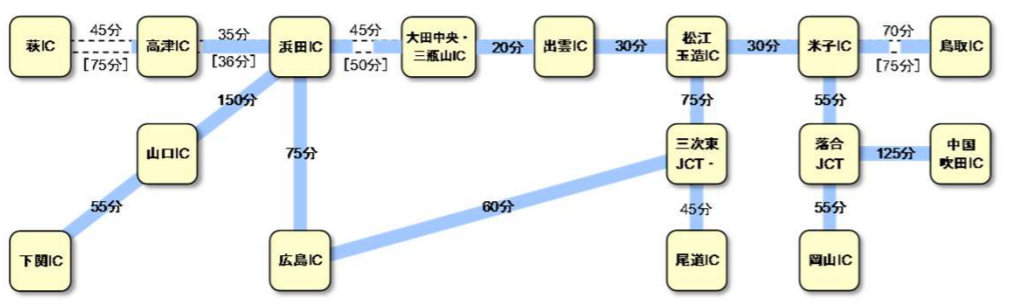 45分
35分
45分
70分
萩IC
高津IC
浜田IC
大田中央・
三瓶山IC
20分
出雲IC
30分
松江
玉造IC
30分
米子IC
鳥取IC
[75分]
[36分]
[50分]
[75分]
150分
75分
55分
山口IC
75分
三次東
JCT・
落合
JCT
125分
中国
吹田IC
55分
60分
45分
55分
下関IC
広島IC
尾道IC
岡山IC